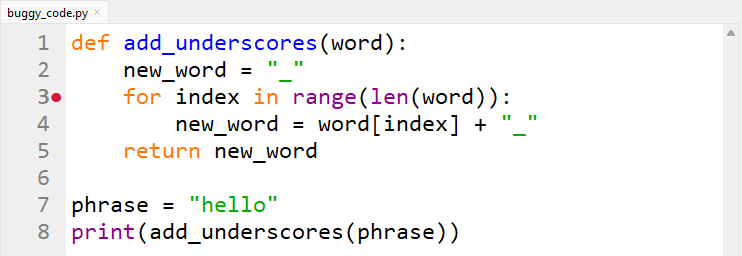 buggy_code.py ×
1 def add_underscores(word):
2     new_word = "_"
3     for index in range(len(word)):
4         new_word = word[index] + "_"
5     return new_word
6
7 phrase = "hello"
8 print(add_underscores(phrase))